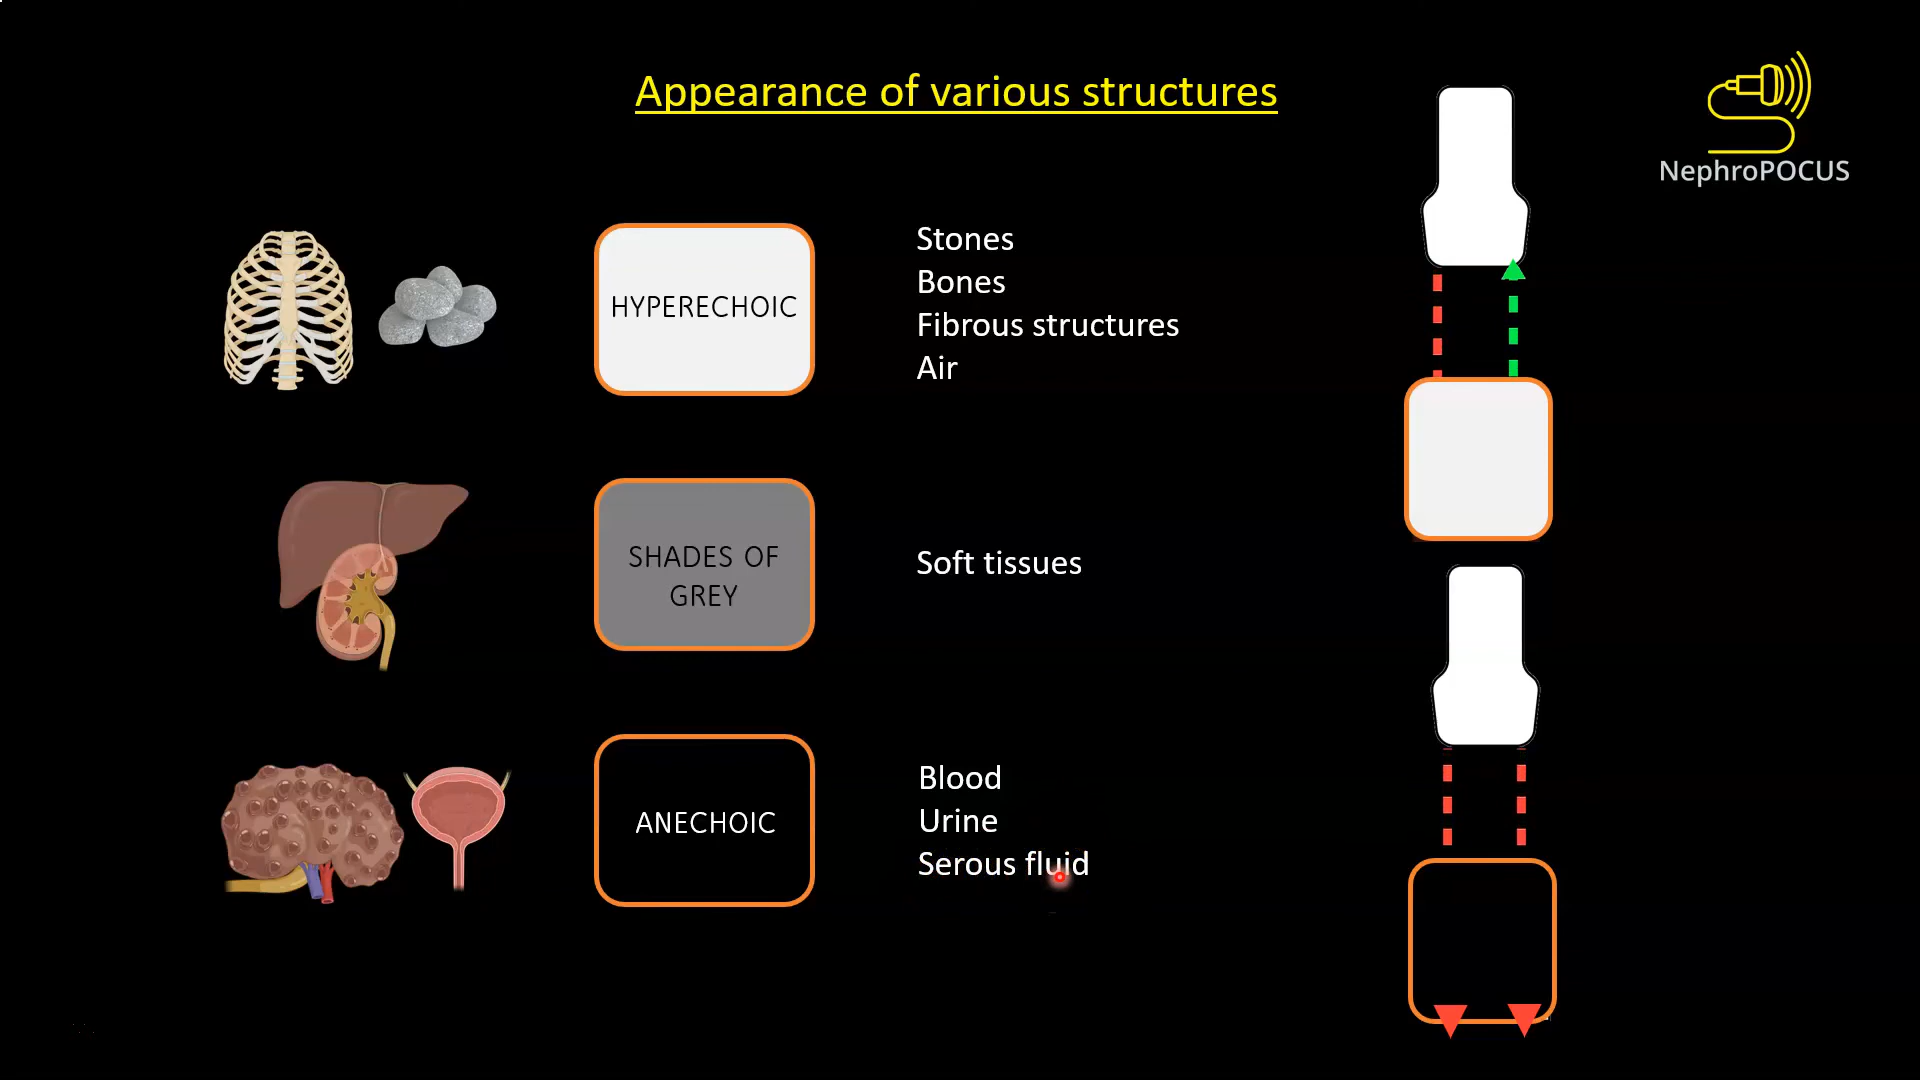 Appearance of various structures
NephroPOCUS
HYPERECHOIC
Stones
Bones
Fibrous structures
Air
SHADES OF
GREY
Soft tissues
ANECHOIC
Blood
Urine
Serous fluid